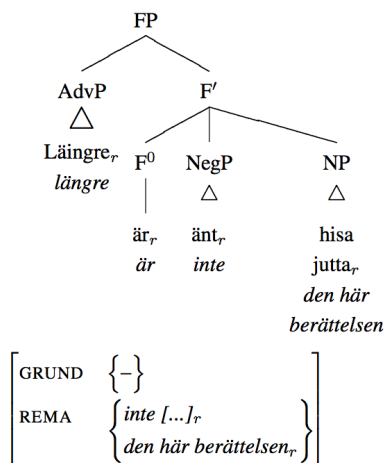 FP
AdvP F′
Läingre_r F⁰ NegP NP
längre
är_r änt_r hisa
är inte jutta_r
den här
berättelsen
GRUND {–}
REMA {inte [...]_r
den här berättelsen_r}